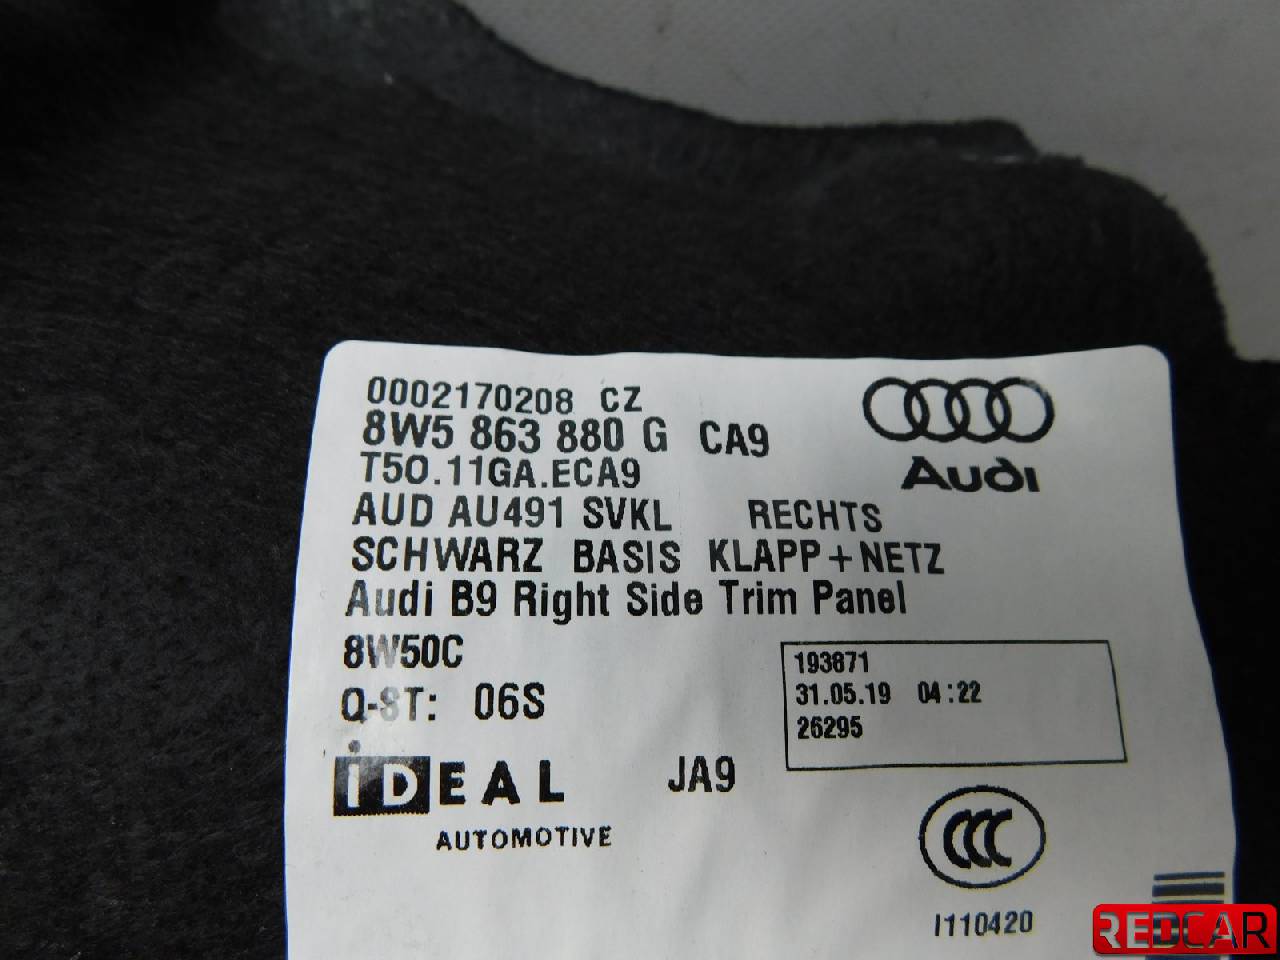 0002170208 CZ
8W5 863 880 G CA9
T50.11GA.ECA9
AUD AU491 SVKL RECHTS
SCHWARZ BASIS KLAPP+NETZ
Audi B9 Right Side Trim Panel
8W50C
Q-ST: 06S
Audi
193871
31.05.19 04:22
26295
iDEAL
AUTOMOTIVE
JA9
CCC
I110420
REDCAR